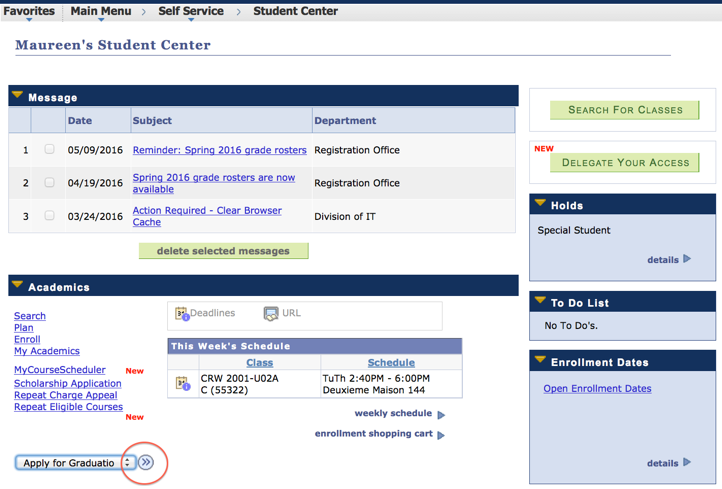 Favorites Main Menu > Self Service > Student Center
Maureen's Student Center
Message
Date Subject Department
1 05/09/2016 Reminder: Spring 2016 grade rosters Registration Office
2 04/19/2016 Spring 2016 grade rosters are now available Registration Office
3 03/24/2016 Action Required - Clear Browser Cache Division of IT
delete selected messages
Academics
Search
Plan
Enroll
My Academics
MyCourseScheduler New
Scholarship Application
Repeat Charge Appeal
Repeat Eligible Courses
New
Apply for Graduatio
Deadlines URL
This Week's Schedule
Class Schedule
CRW 2001-U02A TuTh 2:40PM - 6:00PM
C (55322) Deuxieme Maison 144
weekly schedule
enrollment shopping cart
Search For Classes
NEW
Delegate Your Access
Holds
Special Student
details
To Do List
No To Do's.
Enrollment Dates
Open Enrollment Dates
details